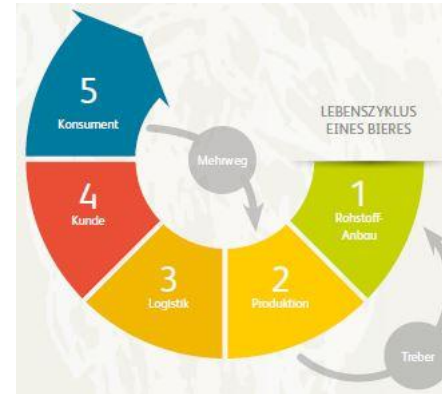 LEBENSZYKLUS
EINES BIERES
1
Rohstoff-
Anbau
2
Produktion
3
Logistik
4
Kunde
5
Konsument
Mehrweg
Treber